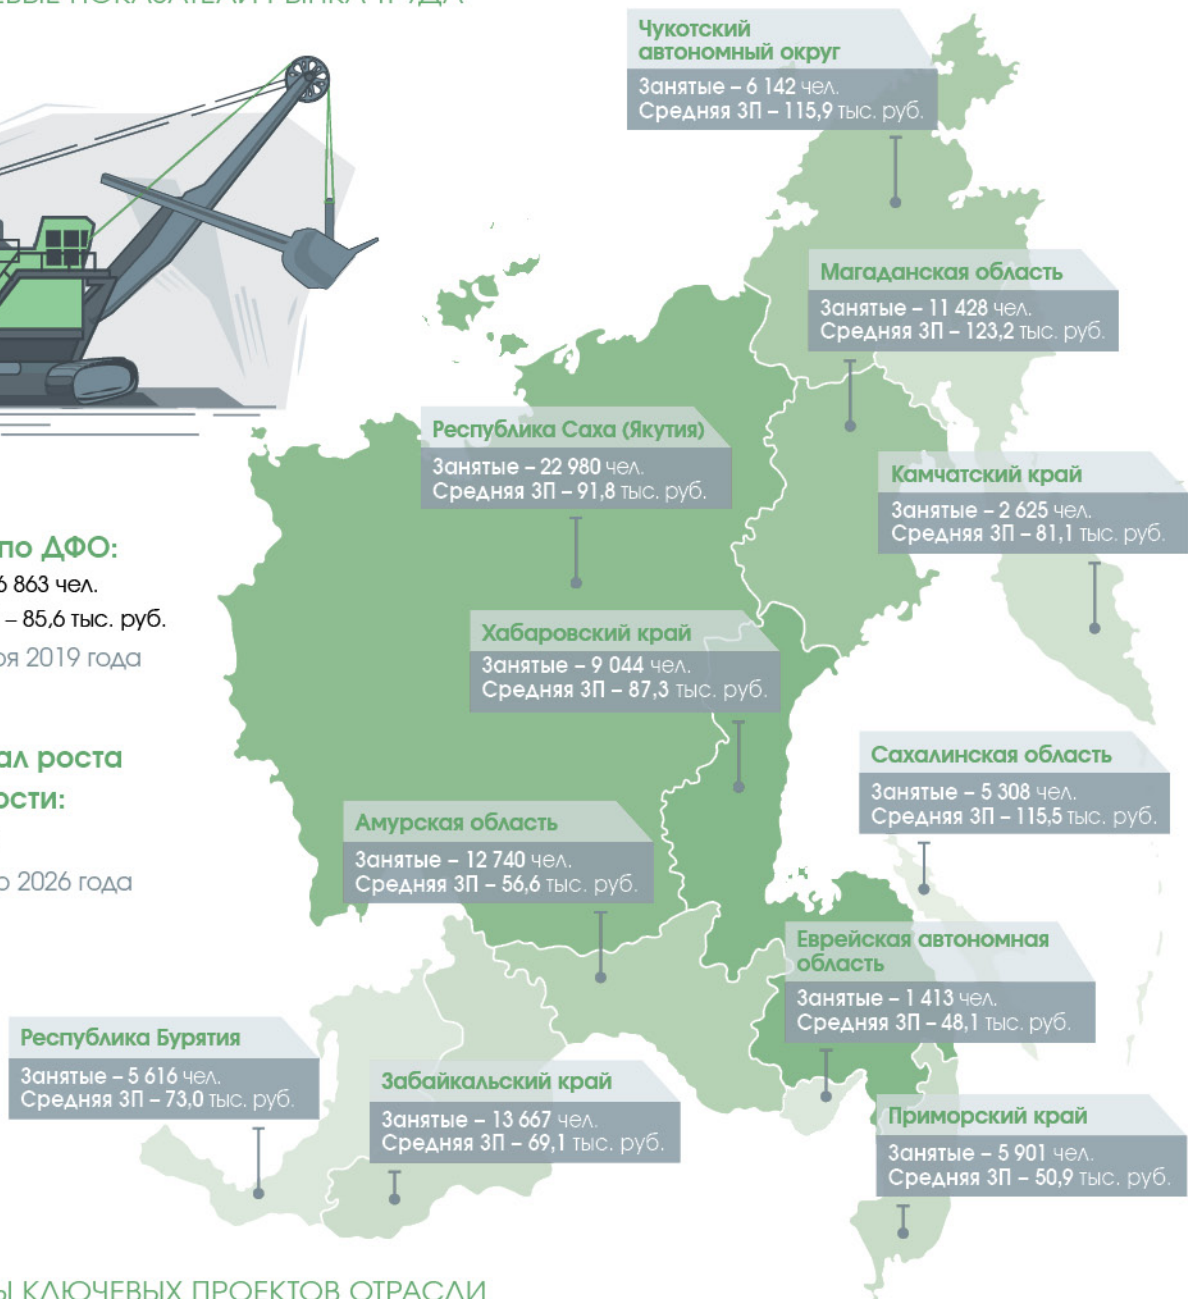 ПОКАЗАТЕЛИ РЫНКА ТРУДА
Чукотский
автономный округ
Занятые – 6 142 чел.
Средняя ЗП – 115,9 тыс. руб.
Магаданская область
Занятые – 11 428 чел.
Средняя ЗП – 123,2 тыс. руб.
Республика Саха (Якутия)
Занятые – 22 980 чел.
Средняя ЗП – 91,8 тыс. руб.
Камчатский край
Занятые – 2 625 чел.
Средняя ЗП – 81,1 тыс. руб.
по ДФО:
6 863 чел.
– 85,6 тыс. руб.
2019 года
Хабаровский край
Занятые – 9 044 чел.
Средняя ЗП – 87,3 тыс. руб.
роста
2026 года
Сахалинская область
Занятые – 5 308 чел.
Средняя ЗП – 115,5 тыс. руб.
Амурская область
Занятые – 12 740 чел.
Средняя ЗП – 56,6 тыс. руб.
Еврейская автономная
область
Занятые – 1 413 чел.
Средняя ЗП – 48,1 тыс. руб.
Республика Бурятия
Занятые – 5 616 чел.
Средняя ЗП – 73,0 тыс. руб.
Забайкальский край
Занятые – 13 667 чел.
Средняя ЗП – 69,1 тыс. руб.
Приморский край
Занятые – 5 901 чел.
Средняя ЗП – 50,9 тыс. руб.
КЛЮЧЕВЫХ ПРОЕКТОВ ОТРАСЛИ